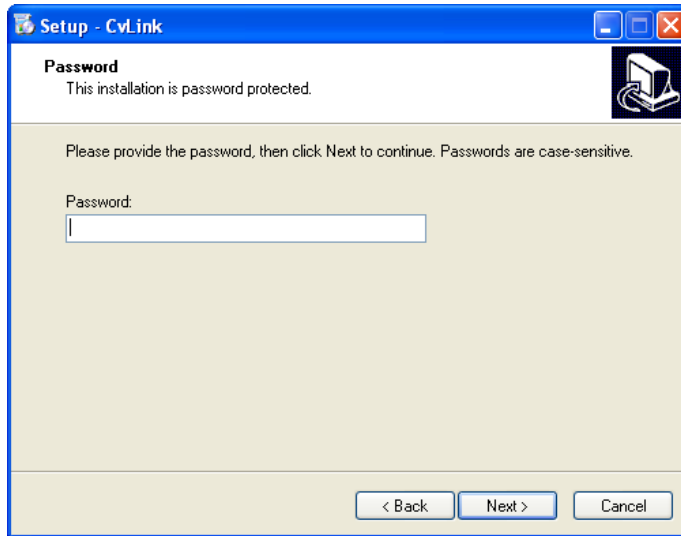 Setup - CvLink
Password
This installation is password protected.
Please provide the password, then click Next to continue. Passwords are case-sensitive.
Password:
< Back
Next >
Cancel